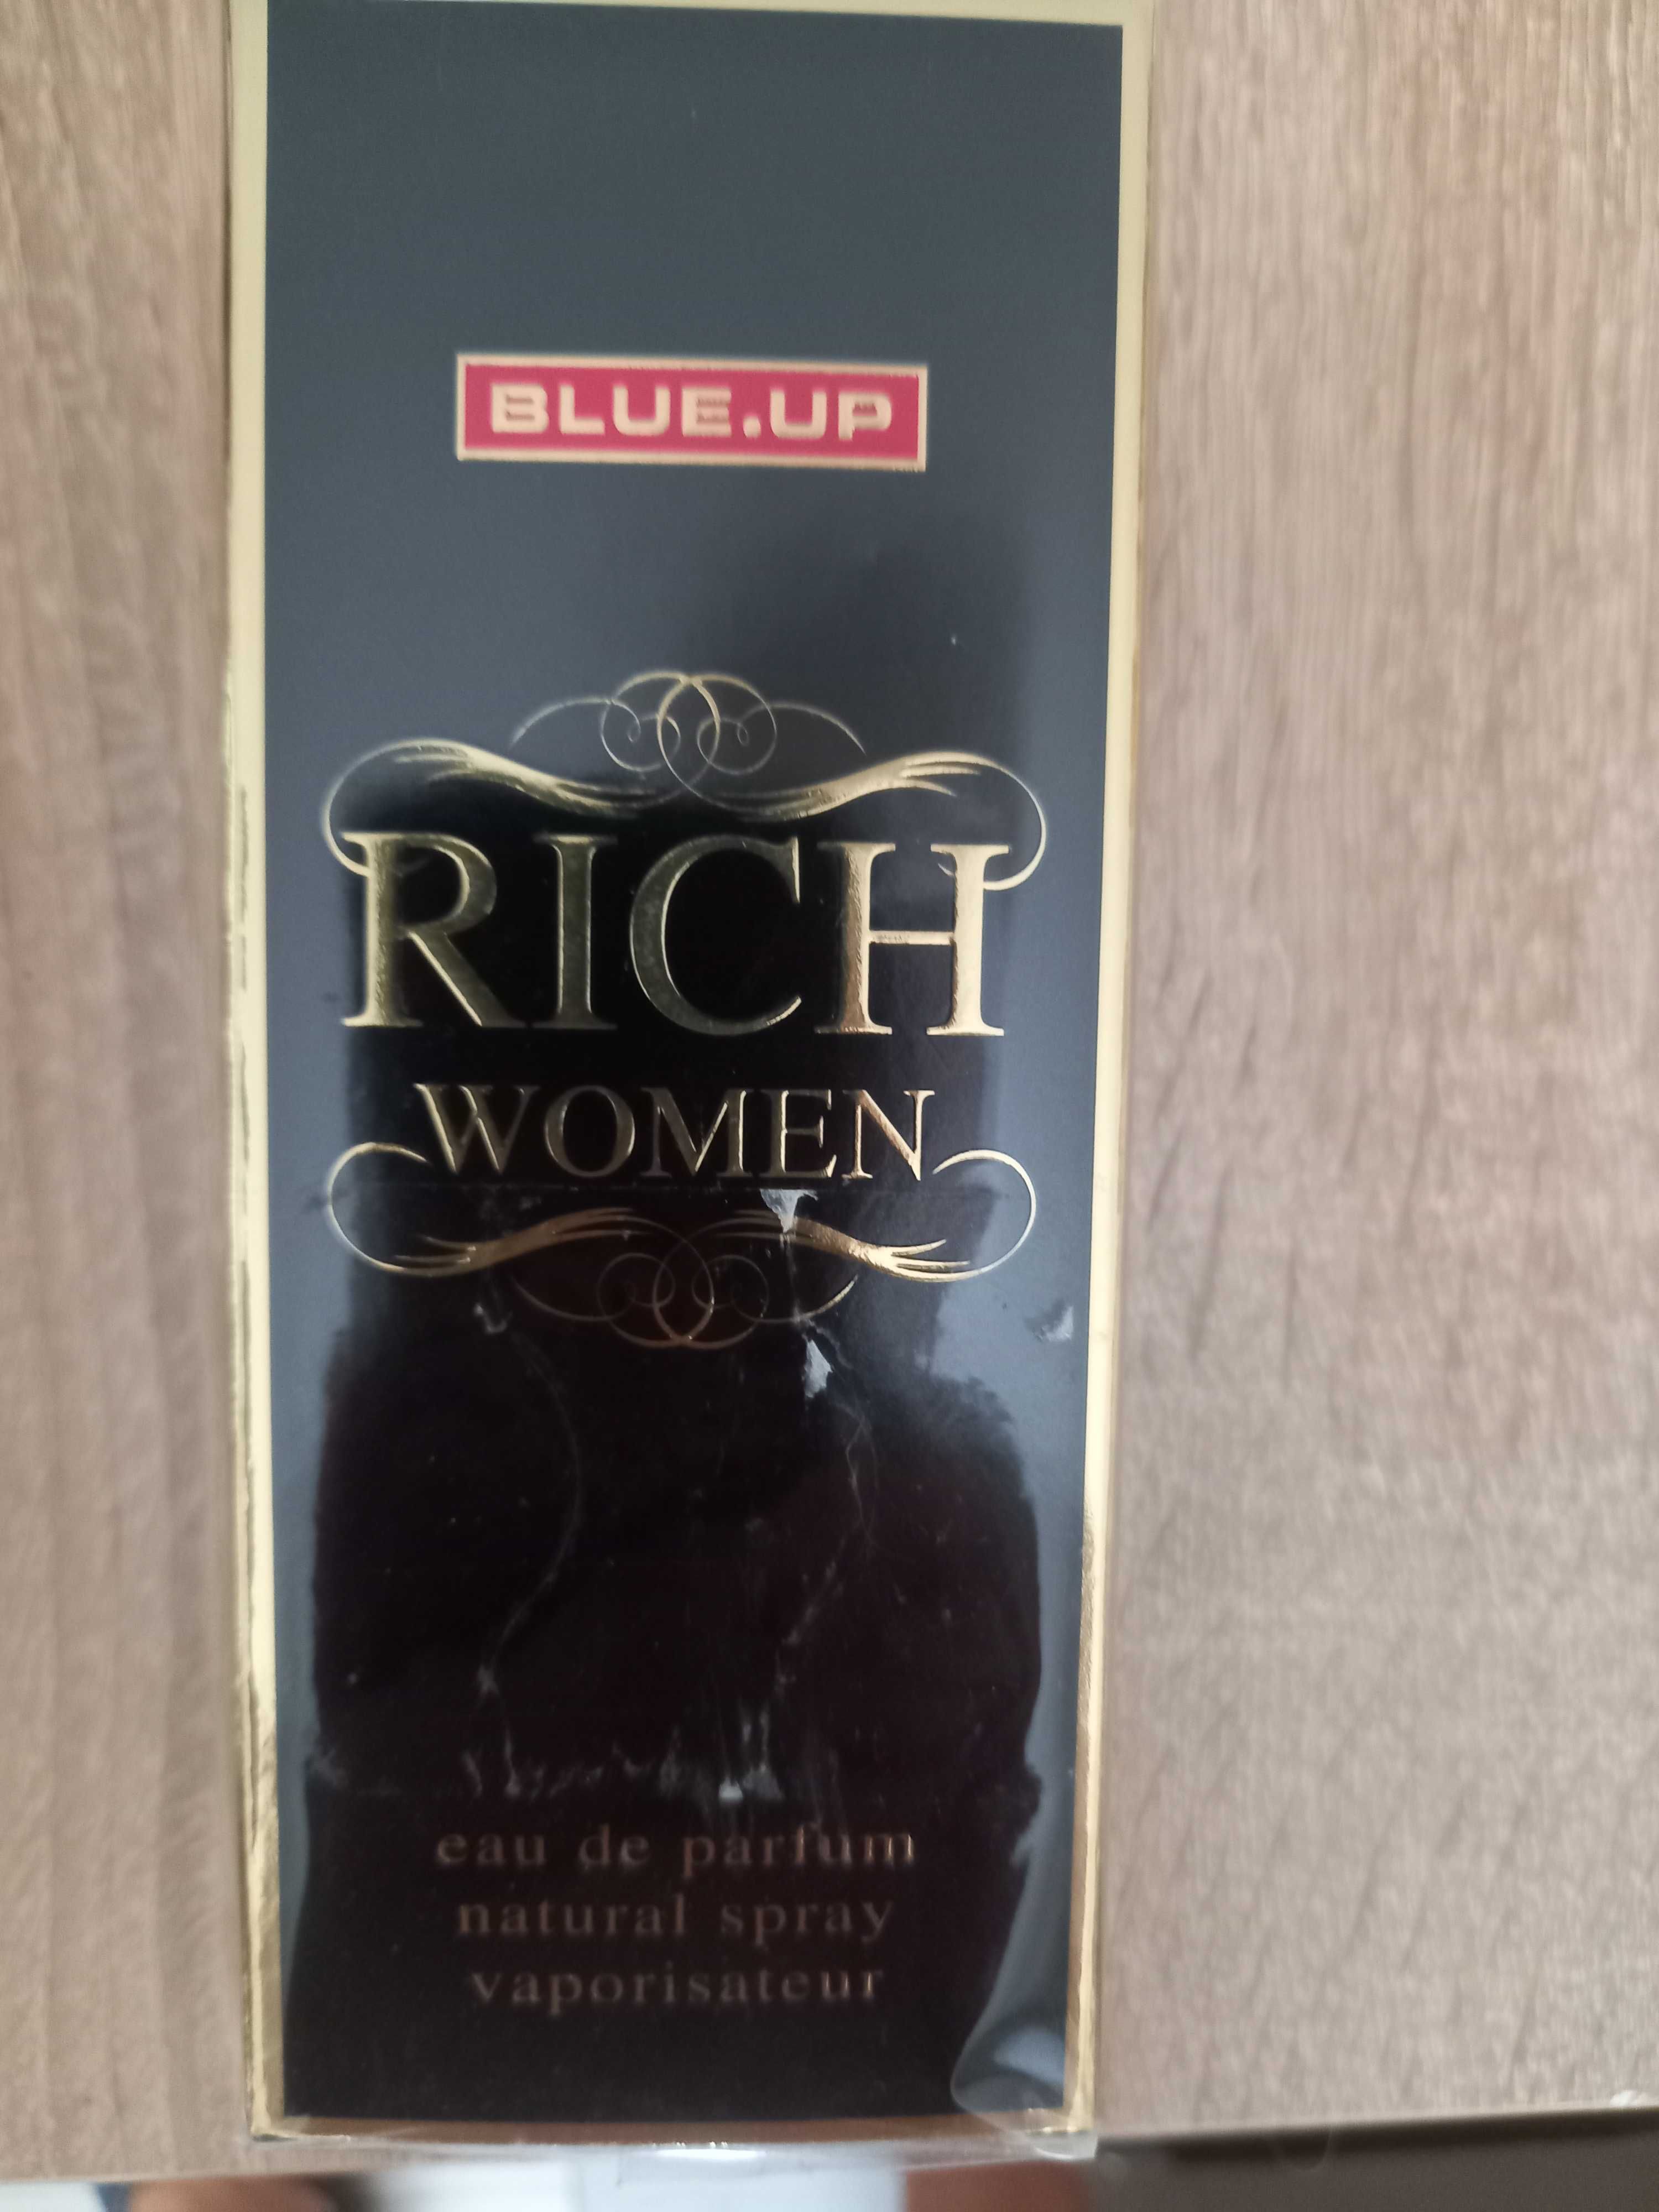 BLUE.UP
RICH
WOMEN
eau de parfum
natural spray
vaporisateur